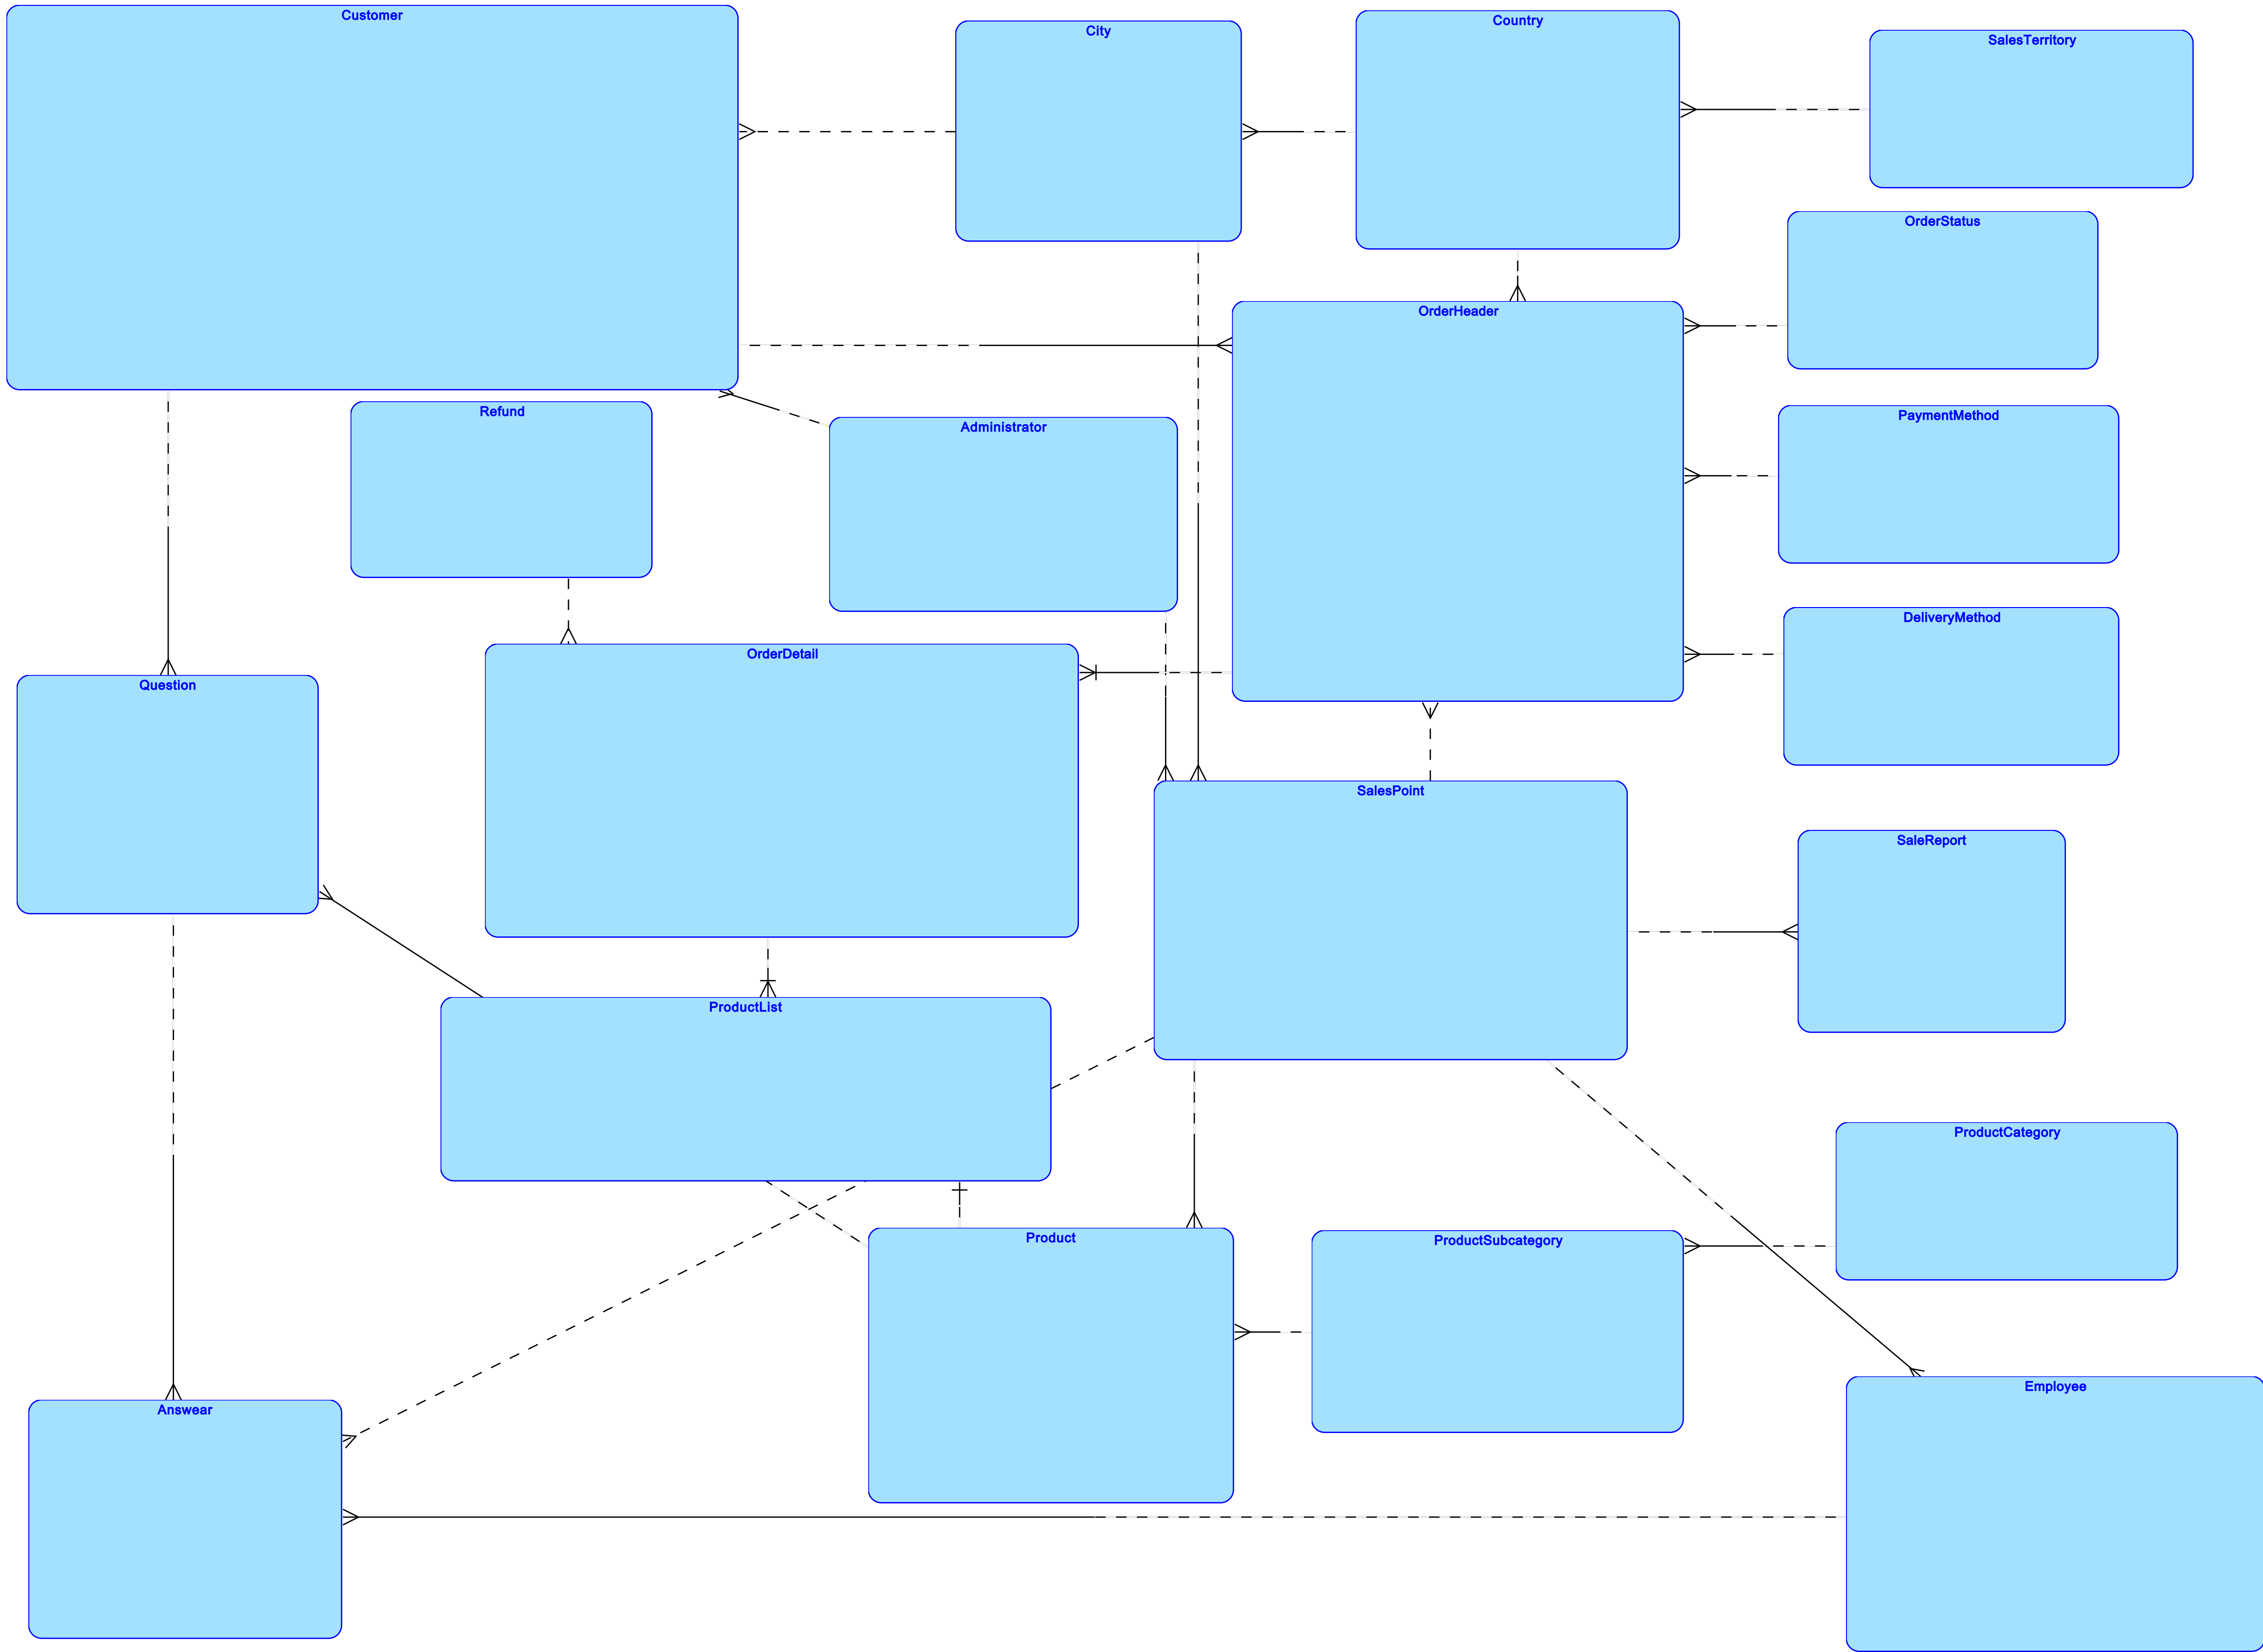 Customer
City
Country
SalesTerritory
OrderStatus
OrderHeader
Refund
Administrator
PaymentMethod
DeliveryMethod
OrderDetail
Question
SalesPoint
SaleReport
ProductList
ProductCategory
Product
ProductSubcategory
Employee
Answear